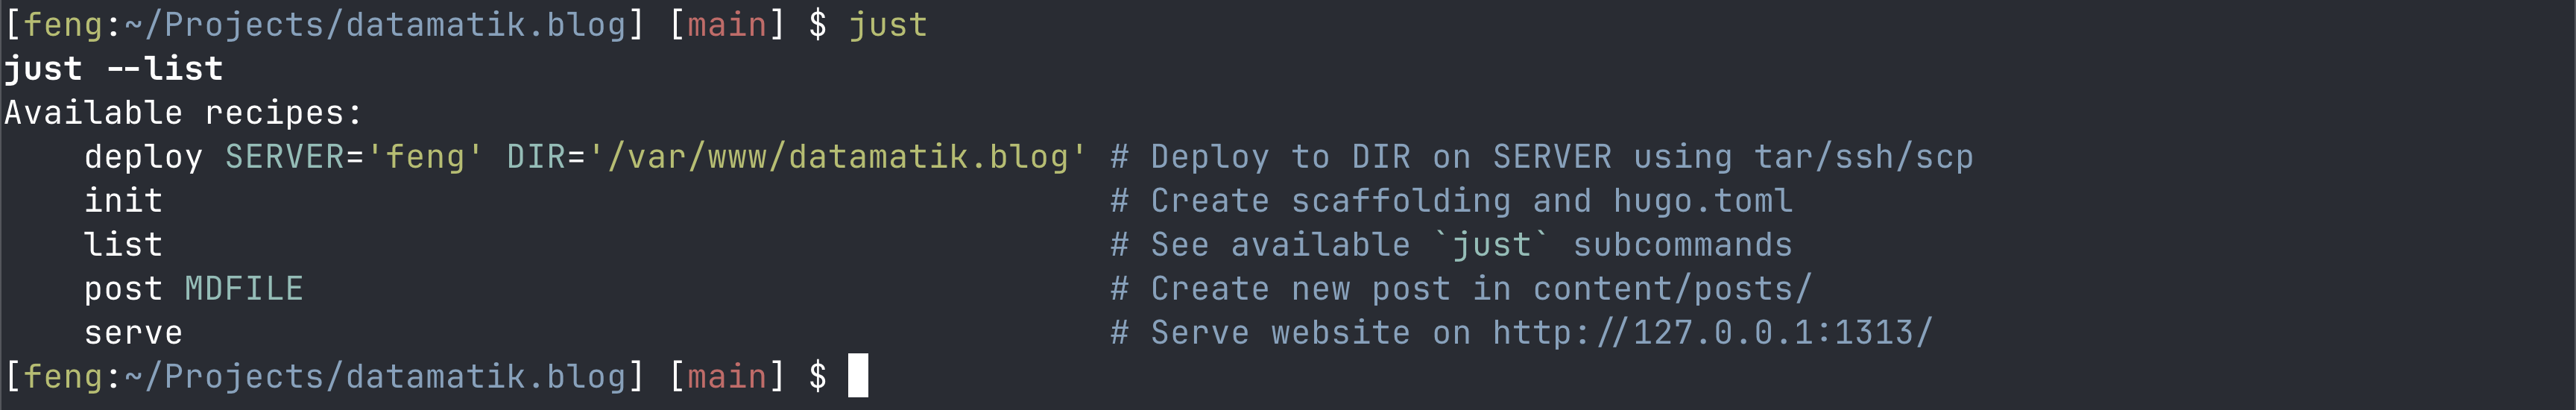 [feng:~/Projects/datamatik.blog] [main] $ just
just --list
Available recipes:
    deploy SERVER='feng' DIR='/var/www/datamatik.blog' # Deploy to DIR on SERVER using tar/ssh/scp
    init                                               # Create scaffolding and hugo.toml
    list                                               # See available `just` subcommands
    post MDFILE                                        # Create new post in content/posts/
    serve                                              # Serve website on http://127.0.0.1:1313/
[feng:~/Projects/datamatik.blog] [main] $